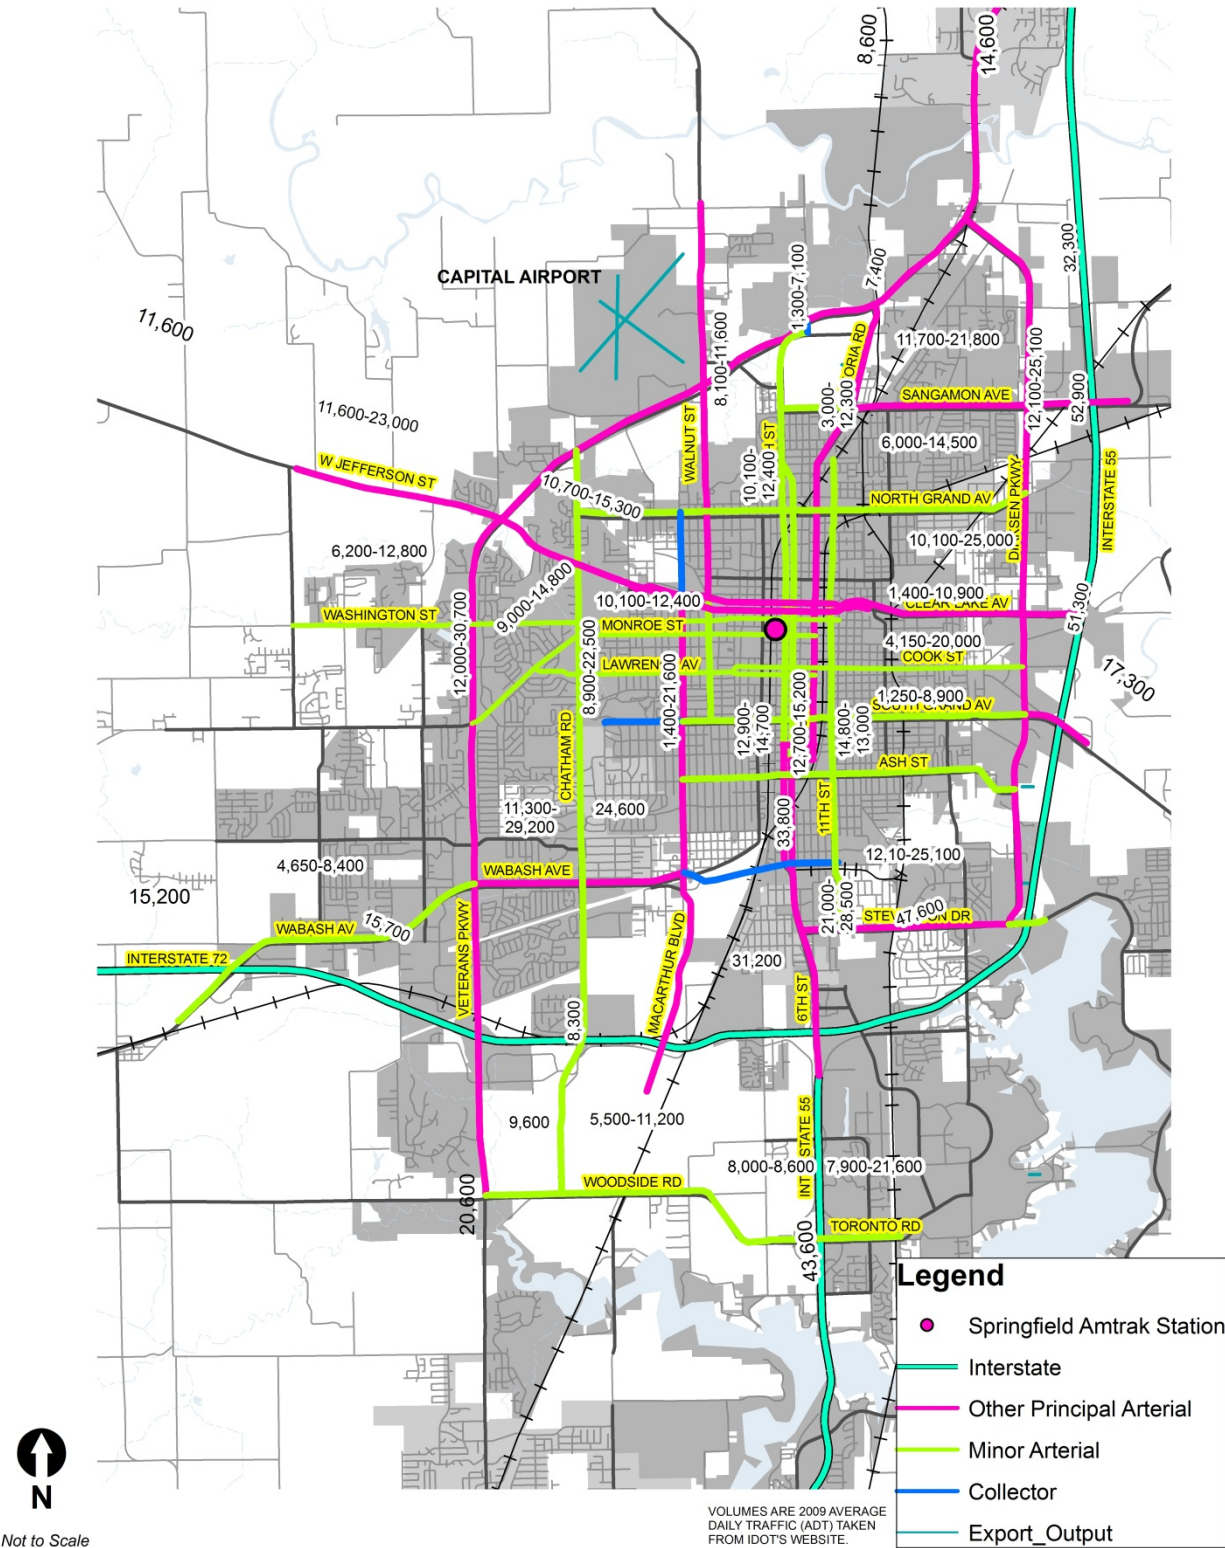 8,600
14,600
32,300
CAPITAL AIRPORT
7,400
1,300-7,100
11,600
8,100-11,600
11,700-21,800
12,100-25,100
52,900
SANGAMON AVE
3,000-
12,300
11,600-23,000
WALNUT ST
6,000-14,500
W JEFFERSON ST
10,100-
12,400
10,700-15,300
NORTH GRAND AV
INTERSTATE 55
10,100-25,000
6,200-12,800
9,000-14,800
1,400-10,900
10,100-12,400
CLEAR LAKE AV
WASHINGTON ST
MONROE ST
51,300
4,150-20,000
COOK ST
12,000-30,700
8,900-22,500
17,300
1,400-21,600
1,250-8,900
SOUTH GRAND AV
12,900-
14,700
12,700-15,200
14,800-
13,000
CHATHAM RD
ASH ST
11TH ST
11,300-
29,200
24,600
33,800
12,10-25,100
4,650-8,400
WABASH AVE
15,200
21,000
28,500
47,600
15,700
WABASH AV
VETERANS PKWY
MACARTHUR BLVD
31,200
INTERSTATE 72
6TH ST
8,300
9,600
5,500-11,200
INTERSTATE 55
8,000-8,600
7,900-21,600
WOODSIDE RD
20,600
TORONTO RD
43,600
Legend
Springfield Amtrak Station
Interstate
Other Principal Arterial
Minor Arterial
Collector
Export_Output
N
Not to Scale
VOLUMES ARE 2009 AVERAGE
DAILY TRAFFIC (ADT) TAKEN
FROM IDOT'S WEBSITE.